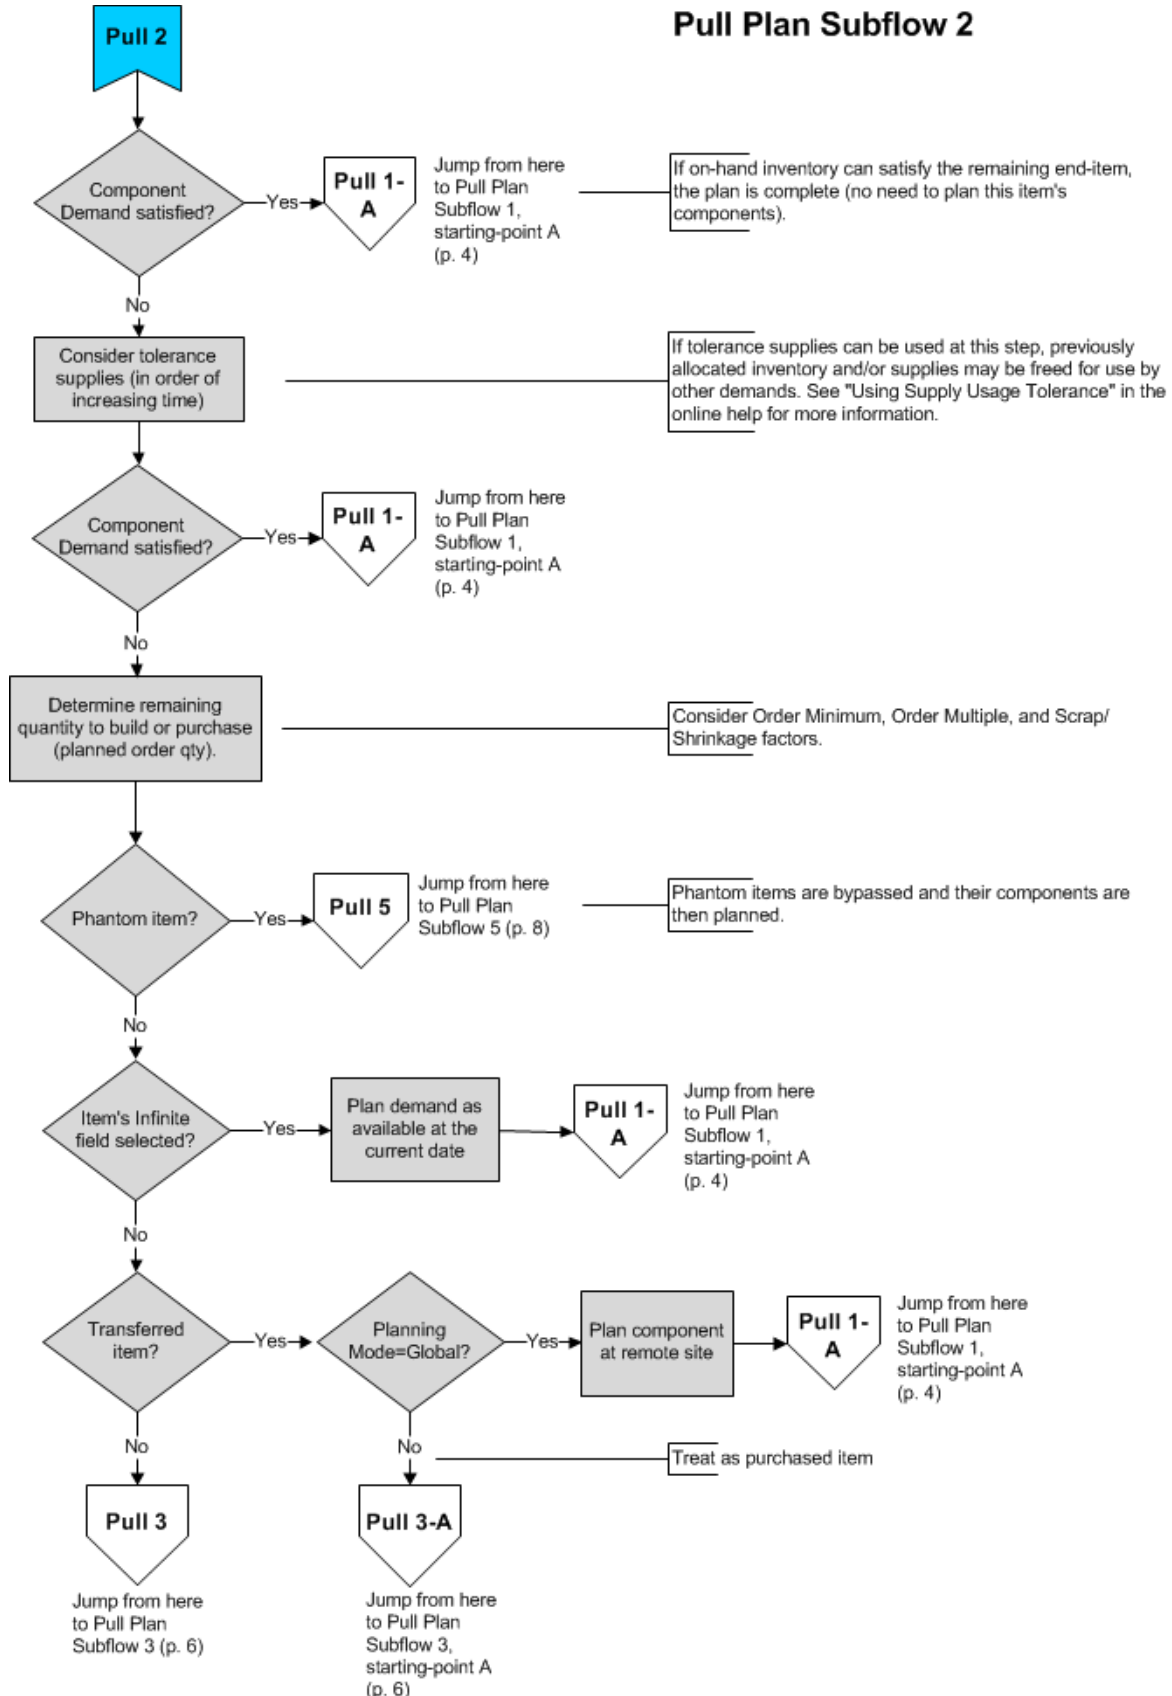 Pull Plan Subflow 2
Pull 2
Component
Demand satisfied?
Yes
Pull 1-
A
Jump from here
to Pull Plan
Subflow 1,
starting-point A
(p. 4)
If on-hand inventory can satisfy the remaining end-item,
the plan is complete (no need to plan this item's
components).
No
Consider tolerance
supplies (in order of
increasing time)
If tolerance supplies can be used at this step, previously
allocated inventory and/or supplies may be freed for use by
other demands. See "Using Supply Usage Tolerance" in the
online help for more information.
Component
Demand satisfied?
Yes
Pull 1-
A
Jump from here
to Pull Plan
Subflow 1,
starting-point A
(p. 4)
No
Determine remaining
quantity to build or purchase
(planned order qty).
Consider Order Minimum, Order Multiple, and Scrap/
Shrinkage factors.
Phantom item?
Yes
Pull 5
Jump from here
to Pull Plan
Subflow 5 (p. 8)
Phantom items are bypassed and their components are
then planned.
No
Item's Infinite
field selected?
Yes
Plan demand as
available at the
current date
Pull 1-
A
Jump from here
to Pull Plan
Subflow 1,
starting-point A
(p. 4)
No
Transferred
item?
Yes
Planning
Mode=Global?
Yes
Plan component
at remote site
Pull 1-
A
Jump from here
to Pull Plan
Subflow 1,
starting-point A
(p. 4)
No
No
Treat as purchased item
Pull 3
Jump from here
to Pull Plan
Subflow 3 (p. 6)
Pull 3-A
Jump from here
to Pull Plan
Subflow 3,
starting-point A
(p. 6)